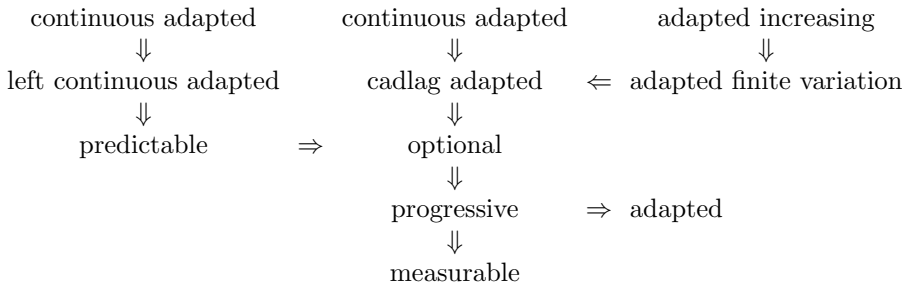 continuous adapted continuous adapted adapted increasing
⇓ ⇓ ⇓
left continuous adapted cadlag adapted ⇐ adapted finite variation
⇓ ⇓
predictable ⇒ optional
⇓
progressive ⇒ adapted
⇓
measurable